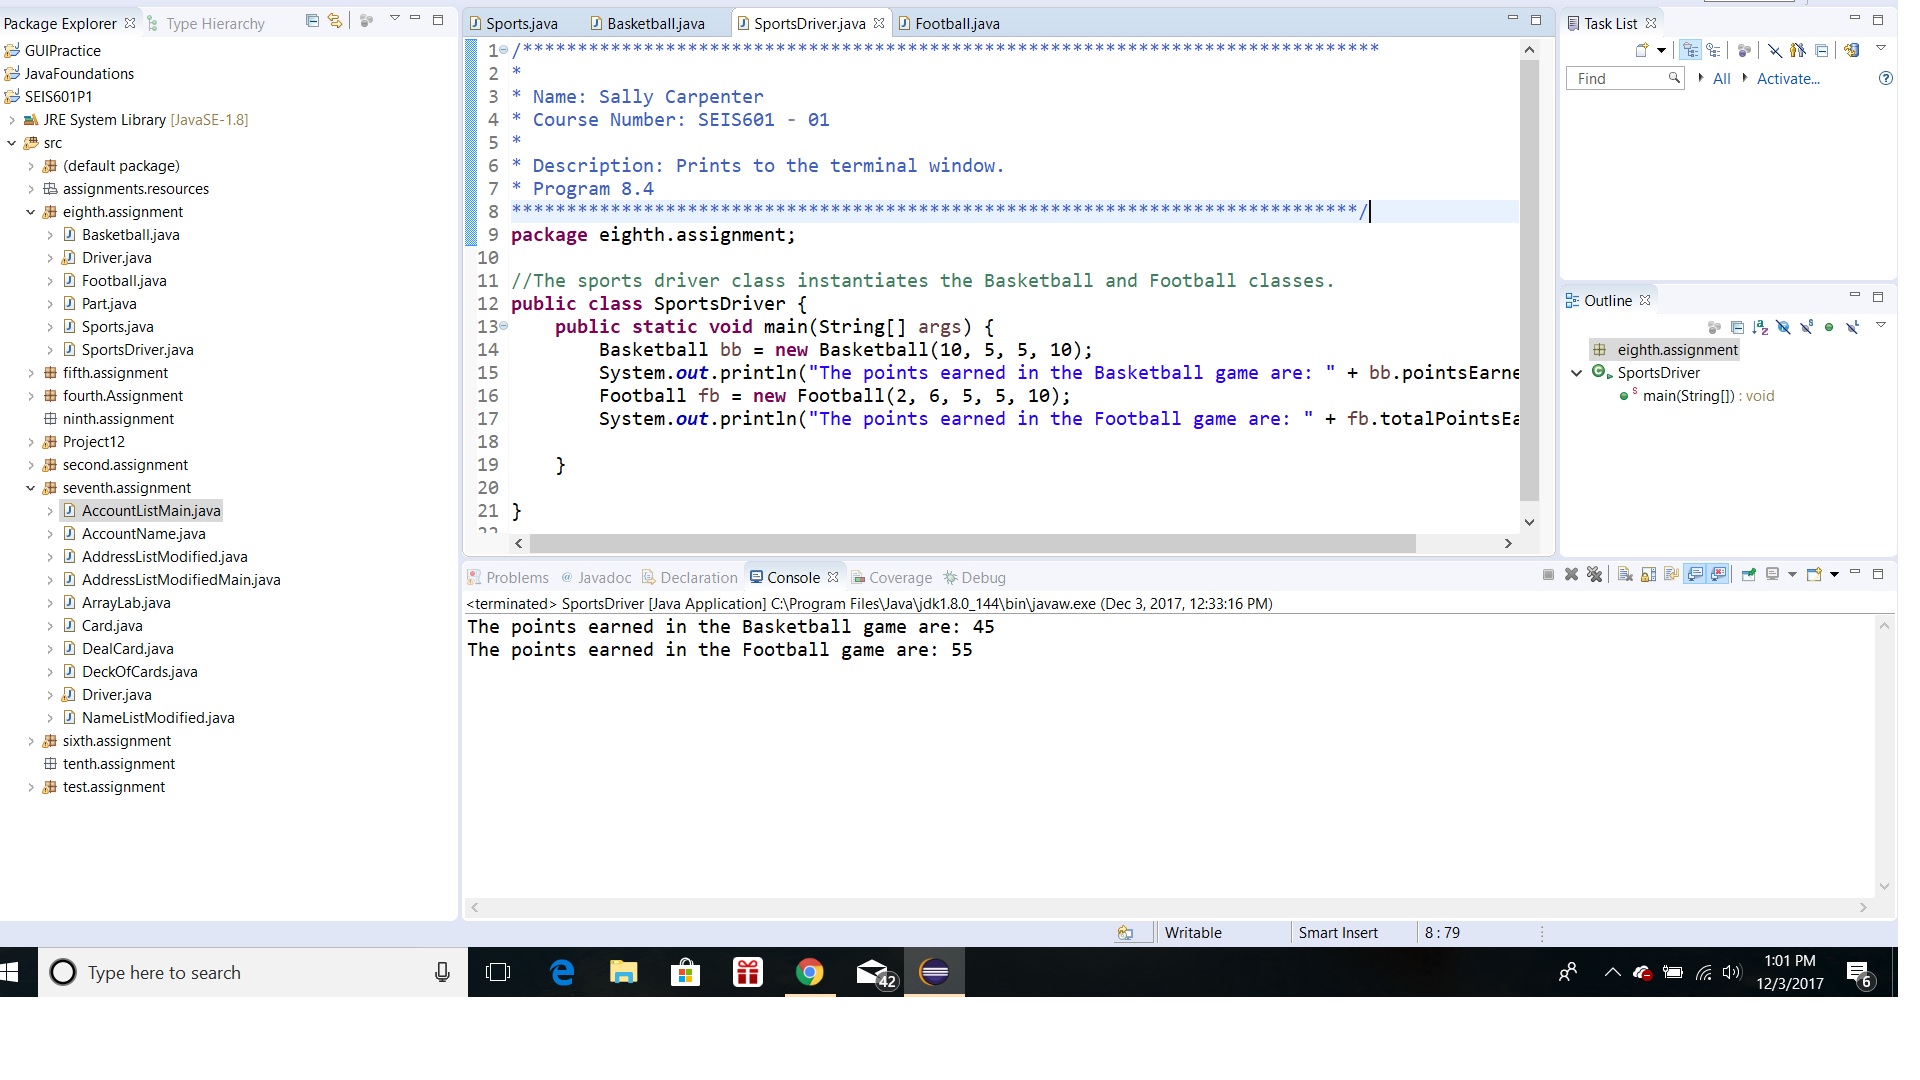 Package Explorer
Type Hierarchy
GUIPractice
JavaFoundations
SEIS601P1
JRE System Library [JavaSE-1.8]
src
(default package)
assignments.resources
eighth.assignment
Basketball.java
Driver.java
Football.java
Part.java
Sports.java
SportsDriver.java
fifth.assignment
fourth.Assignment
ninth.assignment
Project12
second.assignment
seventh.assignment
AccountListMain.java
AccountName.java
AddressListModified.java
AddressListModifiedMain.java
ArrayLab.java
Card.java
DealCard.java
DeckOfCards.java
Driver.java
NameListModified.java
sixth.assignment
tenth.assignment
test.assignment
Sports.java
Basketball.java
SportsDriver.java
Football.java
1 /******************************************************************************
2 *
3 * Name: Sally Carpenter
4 * Course Number: SEIS601 - 01
5 *
6 * Description: Prints to the terminal window.
7 * Program 8.4
8 *****************************************************************************/
9 package eighth.assignment;
10
11 //The sports driver class instantiates the Basketball and Football classes.
12 public class SportsDriver {
13 public static void main(String[] args) {
14 Basketball bb = new Basketball(10, 5, 5, 10);
15 System.out.println("The points earned in the Basketball game are: " + bb.pointsEarne
16 Football fb = new Football(2, 6, 5, 5, 10);
17 System.out.println("The points earned in the Football game are: " + fb.totalPointsEa
18
19 }
20
21 }
22
Task List
Find
All
Activate...
Outline
eighth.assignment
SportsDriver
main(String[]) : void
Problems
Javadoc
Declaration
Console
Coverage
Debug
<terminated> SportsDriver [Java Application] C:\Program Files\Java\jdk1.8.0_144\bin\javaw.exe (Dec 3, 2017, 12:33:16 PM)
The points earned in the Basketball game are: 45
The points earned in the Football game are: 55
Writable
Smart Insert
8 : 79
Type here to search
42
1:01 PM
12/3/2017
6